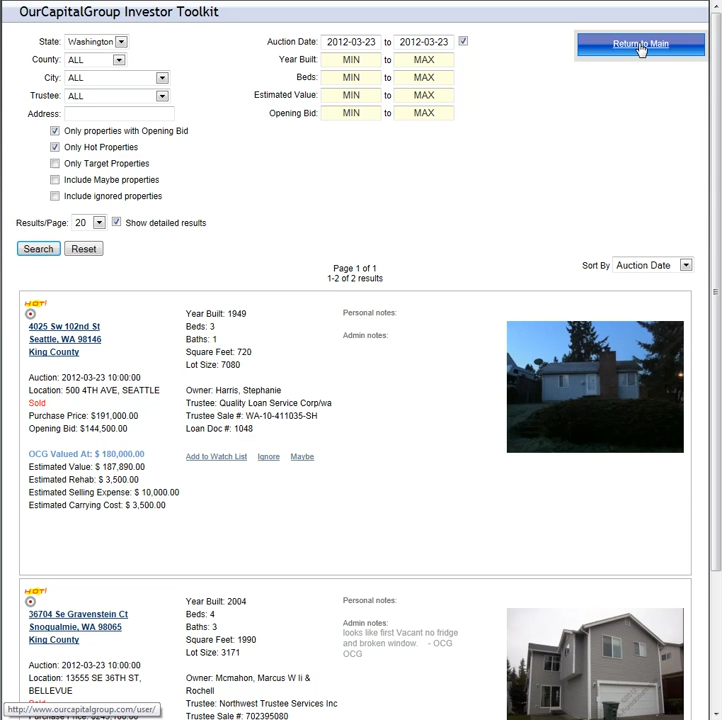 OurCapitalGroup Investor Toolkit
State: Washington
County: ALL
City: ALL
Trustee: ALL
Address:
Only properties with Opening Bid
Only Hot Properties
Only Target Properties
Include Maybe properties
Include ignored properties
Auction Date: 2012-03-23 to 2012-03-23
Year Built: MIN to MAX
Beds: MIN to MAX
Estimated Value: MIN to MAX
Opening Bid: MIN to MAX
Return to Main
Results/Page: 20 Show detailed results
Search Reset
Page 1 of 1
1-2 of 2 results
Sort By Auction Date
HOT!
4025 Sw 102nd St
Seattle, WA 98146
King County
Auction: 2012-03-23 10:00:00
Location: 500 4TH AVE, SEATTLE
Sold
Purchase Price: $191,000.00
Opening Bid: $144,500.00
OCG Valued At: $ 180,000.00
Estimated Value: $ 187,890.00
Estimated Rehab: $ 3,500.00
Estimated Selling Expense: $ 10,000.00
Estimated Carrying Cost: $ 3,500.00
Year Built: 1949
Beds: 3
Baths: 1
Square Feet: 720
Lot Size: 7080
Owner: Harris, Stephanie
Trustee: Quality Loan Service Corp/wa
Trustee Sale #: WA-10-411035-SH
Loan Doc #: 1048
Add to Watch List Ignore Maybe
Personal notes:
Admin notes:
HOT!
36704 Se Gravenstein Ct
Snoqualmie, WA 98065
King County
Auction: 2012-03-23 10:00:00
Location: 13555 SE 36TH ST,
BELLEVUE
Year Built: 2004
Beds: 4
Baths: 3
Square Feet: 1990
Lot Size: 3171
Owner: Mcmahon, Marcus W Ii &
Rochell
Trustee: Northwest Trustee Services Inc
Trustee Sale #: 702395080
Personal notes:
Admin notes:
looks like first Vacant no fridge
and broken window. - OCG
OCG
http://www.ourcapitalgroup.com/user/